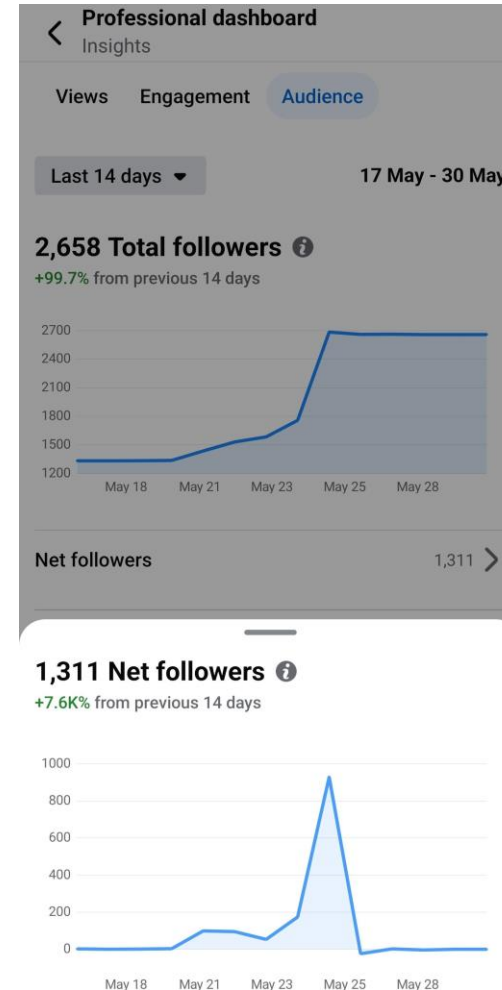 Professional dashboard
Insights
Views Engagement Audience
Last 14 days 17 May - 30 May
2,658 Total followers
+99.7% from previous 14 days
2700
2400
2100
1800
1500
1200
May 18 May 21 May 23 May 25 May 28
Net followers 1,311
1,311 Net followers
+7.6K% from previous 14 days
1000
800
600
400
200
0
May 18 May 21 May 23 May 25 May 28